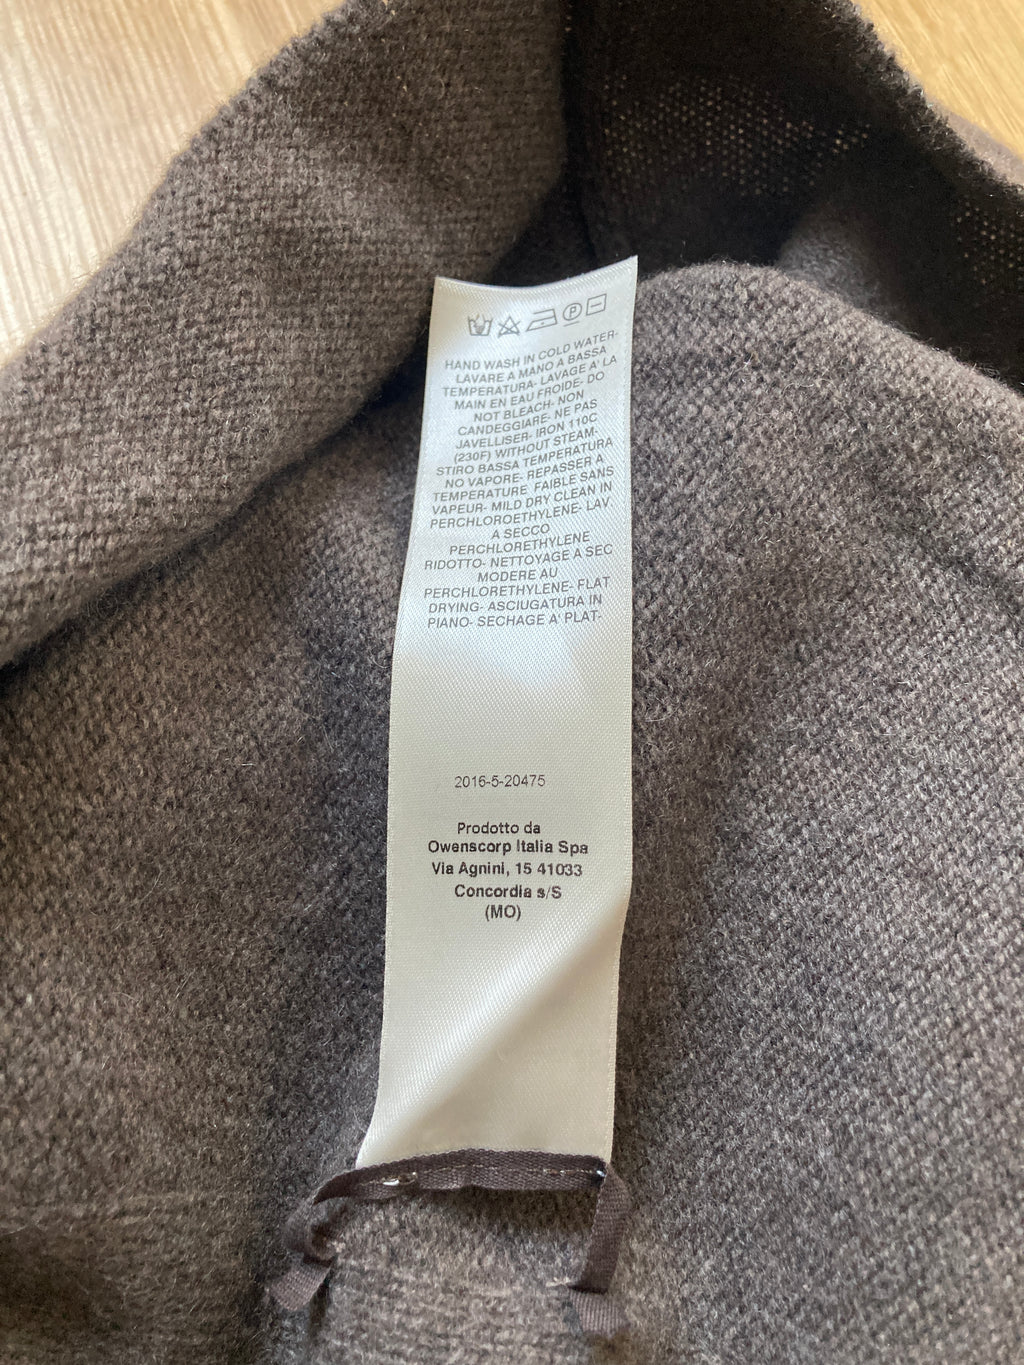 HAND WASH IN COLD WATER-
LAVARE A MANO A BASSA
TEMPERATURA- LAVAGE A' LA
MAIN EN EAU FROIDE- DO
NOT BLEACH- NON
CANDEGGIARE- NE PAS
JAVELLISER- IRON 110C
(230F) WITHOUT STEAM-
STIRO BASSA TEMPERATURA
NO VAPORE- REPASSER A
TEMPERATURE FAIBLE SANS
VAPEUR- MILD DRY CLEAN IN
PERCHLOROETHYLENE- LAV.
A SECCO
PERCHLORETHYLENE
RIDOTTO- NETTOYAGE A SEC
MODERE AU
PERCHLORETHYLENE- FLAT
DRYING- ASCIUGATURA IN
PIANO- SECHAGE A' PLAT-
2016-5-20475
Prodotto da
Owenscorp Italia Spa
Via Agnini, 15 41033
Concordia s/S
(MO)